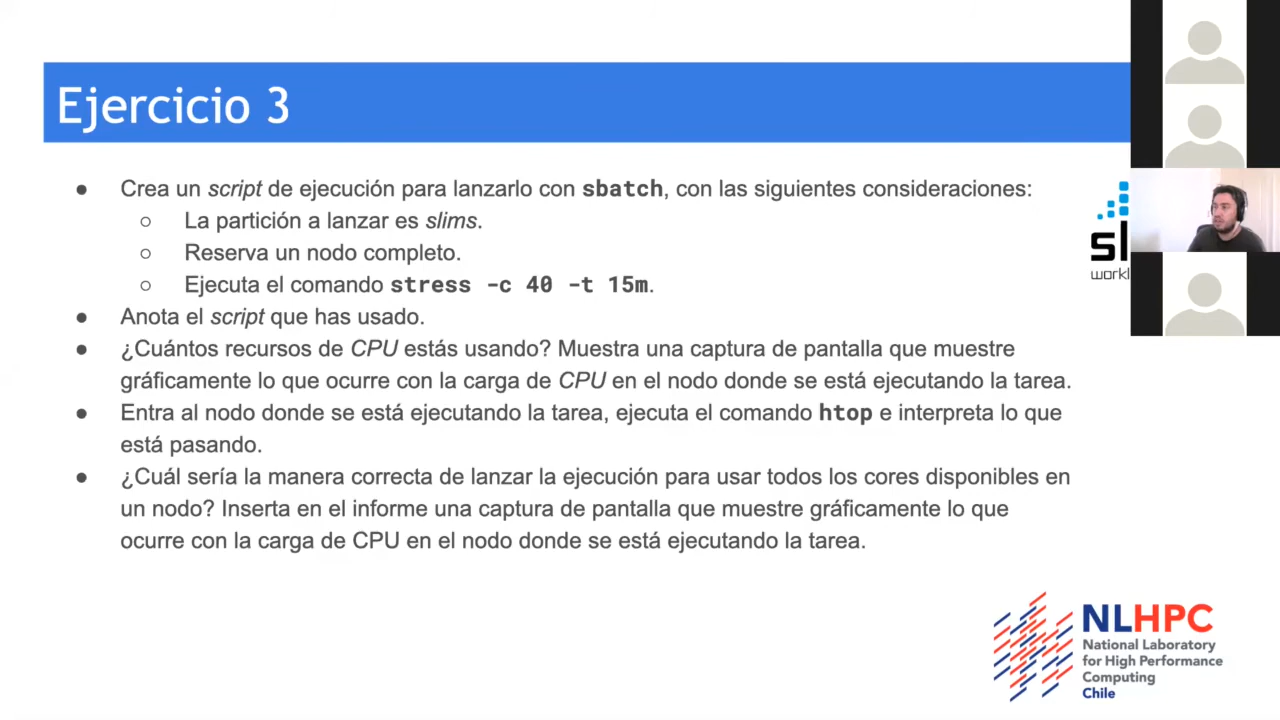 Ejercicio 3
● Crea un script de ejecución para lanzarlo con sbatch, con las siguientes consideraciones:
○ La partición a lanzar es slims.
○ Reserva un nodo completo.
○ Ejecuta el comando stress -c 40 -t 15m.
● Anota el script que has usado.
● ¿Cuántos recursos de CPU estás usando? Muestra una captura de pantalla que muestre
gráficamente lo que ocurre con la carga de CPU en el nodo donde se está ejecutando la tarea.
● Entra al nodo donde se está ejecutando la tarea, ejecuta el comando htop e interpreta lo que
está pasando.
● ¿Cuál sería la manera correcta de lanzar la ejecución para usar todos los cores disponibles en
un nodo? Inserta en el informe una captura de pantalla que muestre gráficamente lo que
ocurre con la carga de CPU en el nodo donde se está ejecutando la tarea.
sl
workl
NLHPC
National Laboratory
for High Performance
Computing
Chile